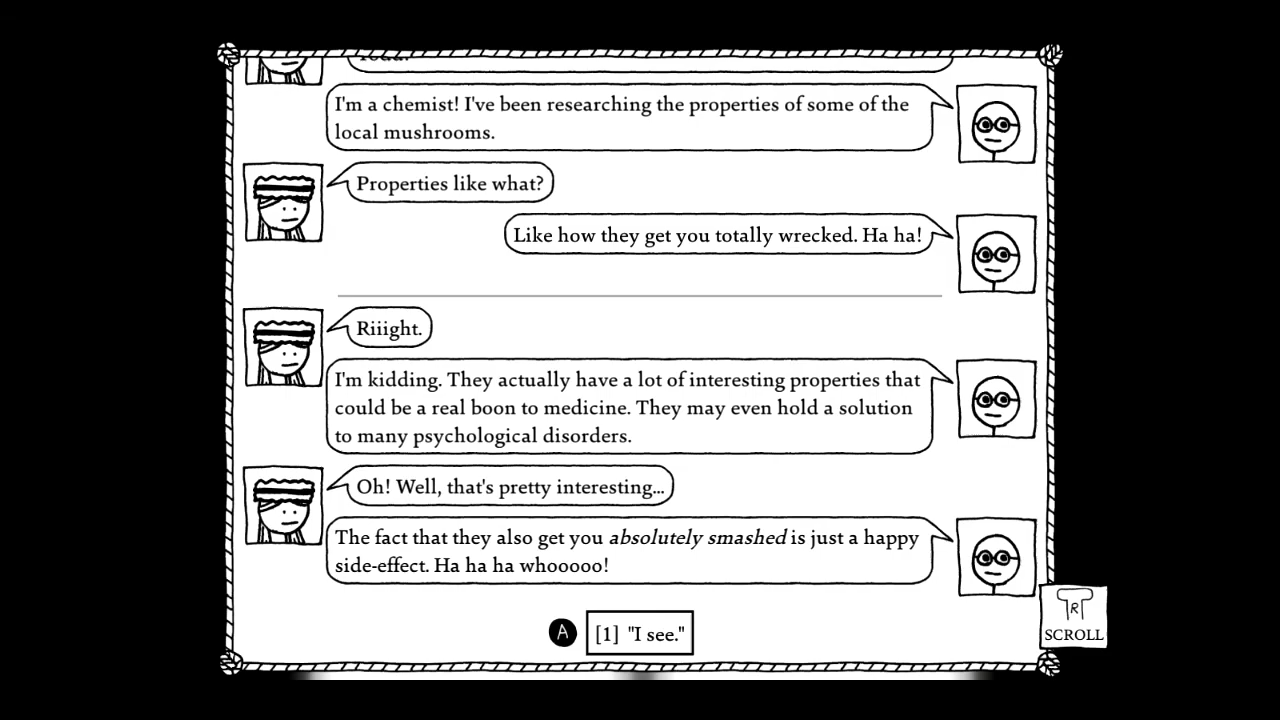 I'm a chemist! I've been researching the properties of some of the
local mushrooms.
Properties like what?
Like how they get you totally wrecked. Ha ha!
Riiight.
I'm kidding. They actually have a lot of interesting properties that
could be a real boon to medicine. They may even hold a solution
to many psychological disorders.
Oh! Well, that's pretty interesting...
The fact that they also get you absolutely smashed is just a happy
side-effect. Ha ha ha whooooo!
A [1] "I see."
R
SCROLL